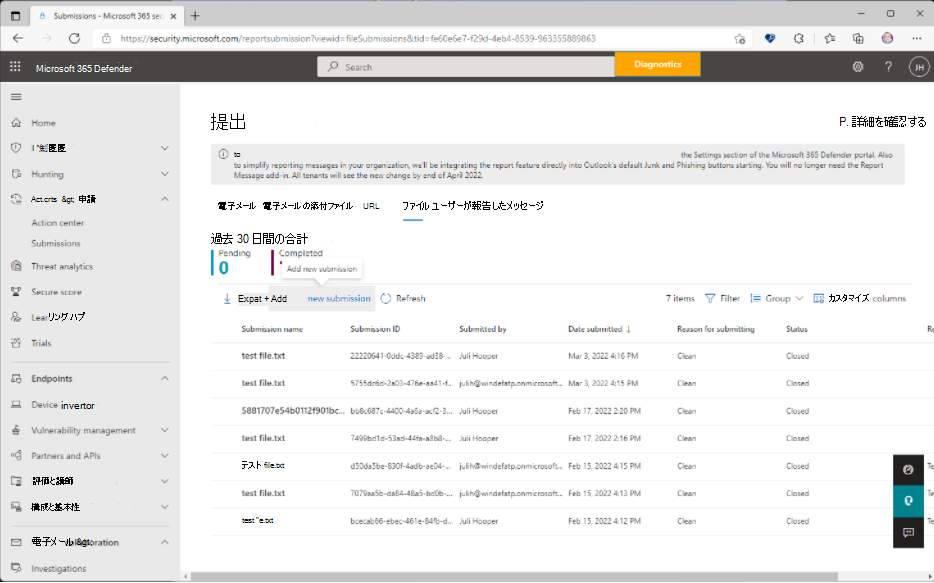 Submissions - Microsoft 365 sec
https://security.microsoft.com/reportsubmission?viewid=fileSubmissions&tid=fe60e6e7-f29d-4eb4-8539-963355889863
Microsoft 365 Defender
Search
Diagnostics
JH
提出
P. 詳細を確認する
to
the Settings section of the Microsoft 365 Defender portal. Also
to simplify reporting messages in your organization, we'll be integrating the report feature directly into Outlook's default Junk and Phishing buttons starting. You will no longer need the Report
Message add-in. All tenants will see the new change by end of April 2022.
電子メール 電子メールの添付ファイル URL ファイル ユーザーが報告したメッセージ
過去 30 日間の合計
Pending
0
Completed
Add new submission
Expat + Add new submission Refresh
7 items Filter Group カスタマイズ columns
Submission name Submission ID Submitted by Date submitted ↓ Reason for submitting Status Re
test file.txt 22220641-0ddc-4389-ad38-... Juli Hooper Mar 3, 2022 4:16 PM Clean Closed
test file.txt 5755dc6d-2a03-476e-aa41-f... julih@windefatp.onmicrosoft... Mar 3, 2022 4:15 PM Clean Closed
5881707e54b0112f901bc... bb8c687c-4400-4a6a-acf2-3... Juli Hooper Feb 17, 2022 2:20 PM Clean Closed
test file.txt 7499bd1d-53ad-44fa-a8b8-... Juli Hooper Feb 17, 2022 2:16 PM Clean Closed
テスト file.txt d50da5be-830f-4adb-ae04-... julih@windefatp.onmicrosoft... Feb 15, 2022 4:15 PM Clean Closed Te
test file.txt 7079aa5b-da84-48a5-bd0b-... julih@windefatp.onmicrosoft... Feb 15, 2022 4:13 PM Clean Closed Te
test "e.txt bcecab66-ebec-461e-84fb-d... Juli Hooper Feb 15, 2022 4:12 PM Clean Closed Te
Home
Hunting
Act.crts &gt; 申請
Action center
Submissions
Threat analytics
Secure score
Learリング ハブ
Trials
Endpoints
Device invertor
Vulnerability management
Partners and APIs
評価と講師
構成と基本性
電子メール &gt;
Investigations